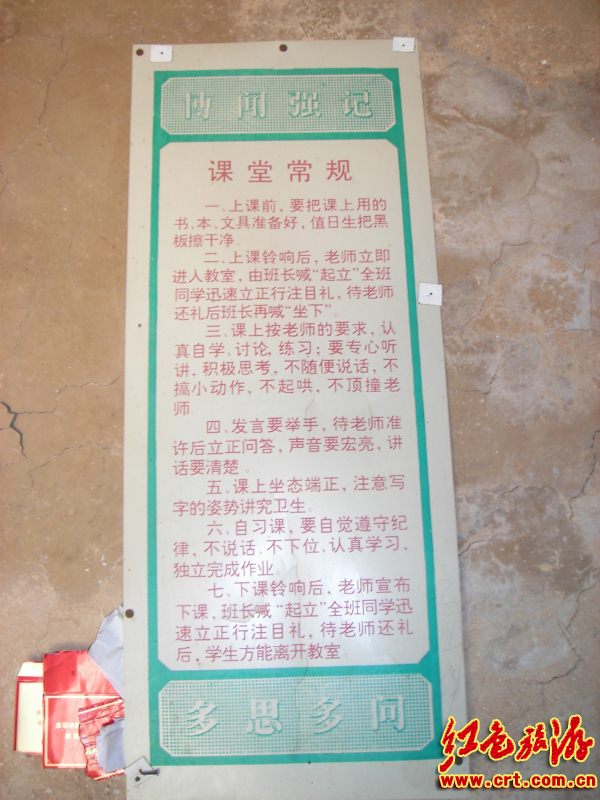 博闻强记
课堂常规
一、上课前，要把课上用的
书、本、文具准备好，值日生把黑
板擦干净
二、上课铃响后，老师立即
进入教室，由班长喊“起立”全班
同学迅速立正行注目礼，待老师
还礼后班长再喊“坐下”。
三、课上按老师的要求，认
真自学、讨论，练习；要专心听
讲，积极思考，不随便说话，不
搞小动作，不起哄，不顶撞老
师
四、发言要举手，待老师准
许后立正问答，声音要宏亮，讲
话要清楚。
五、课上坐态端正，注意写
字的姿势讲究卫生
六、自习课，要自觉遵守纪
律，不说话、不下位、认真学习，
独立完成作业
七、下课铃响后，老师宣布
下课，班长喊“起立”全班同学迅
速立正行注目礼，待老师还礼
后，学生方能离开教室
多思多问
红色旅游
www.crt.com.cn